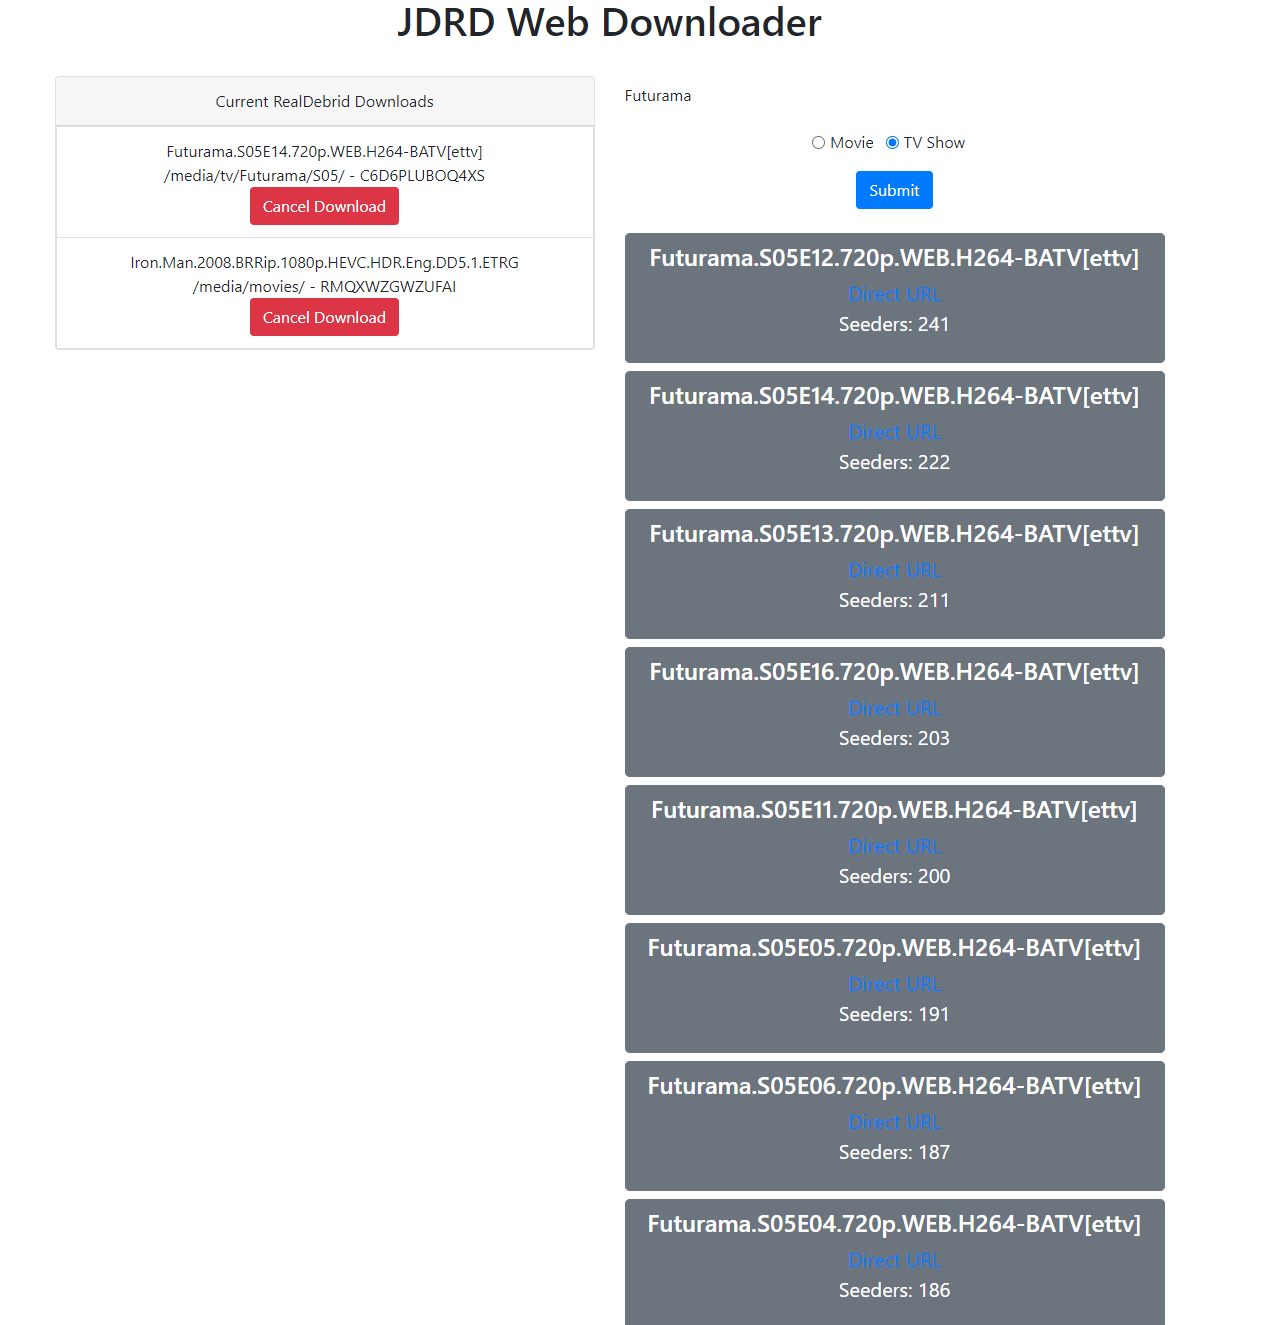 JDRD Web Downloader
Current RealDebrid Downloads
Futurama.S05E14.720p.WEB.H264-BATV[ettv]
/media/tv/Futurama/S05/ - C6D6PLUBOQ4XS
Cancel Download
Iron.Man.2008.BRRip.1080p.HEVC.HDR.Eng.DD5.1.ETRG
/media/movies/ - RMQXWZGWZUFAI
Cancel Download
Futurama
Movie TV Show
Submit
Futurama.S05E12.720p.WEB.H264-BATV[ettv]
Direct URL
Seeders: 241
Futurama.S05E14.720p.WEB.H264-BATV[ettv]
Direct URL
Seeders: 222
Futurama.S05E13.720p.WEB.H264-BATV[ettv]
Direct URL
Seeders: 211
Futurama.S05E16.720p.WEB.H264-BATV[ettv]
Direct URL
Seeders: 203
Futurama.S05E11.720p.WEB.H264-BATV[ettv]
Direct URL
Seeders: 200
Futurama.S05E05.720p.WEB.H264-BATV[ettv]
Direct URL
Seeders: 191
Futurama.S05E06.720p.WEB.H264-BATV[ettv]
Direct URL
Seeders: 187
Futurama.S05E04.720p.WEB.H264-BATV[ettv]
Direct URL
Seeders: 186